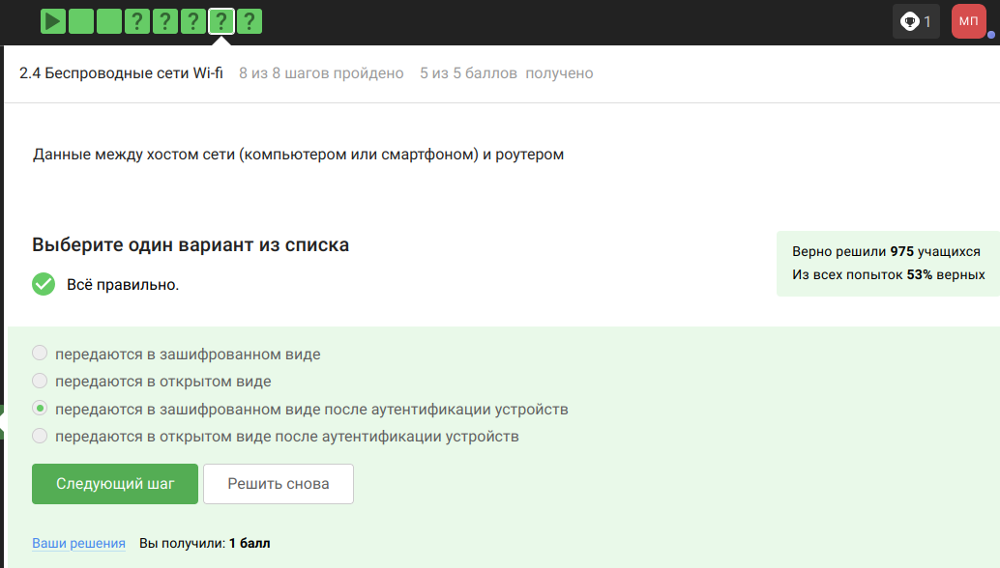 ? ? ? ? ?
1
МП
2.4 Беспроводные сети Wi-fi 8 из 8 шагов пройдено 5 из 5 баллов получено
Данные между хостом сети (компьютером или смартфоном) и роутером
Выберите один вариант из списка
Всё правильно.
Верно решили 975 учащихся
Из всех попыток 53% верных
передаются в зашифрованном виде
передаются в открытом виде
передаются в зашифрованном виде после аутентификации устройств
передаются в открытом виде после аутентификации устройств
Следующий шаг
Решить снова
Ваши решения Вы получили: 1 балл